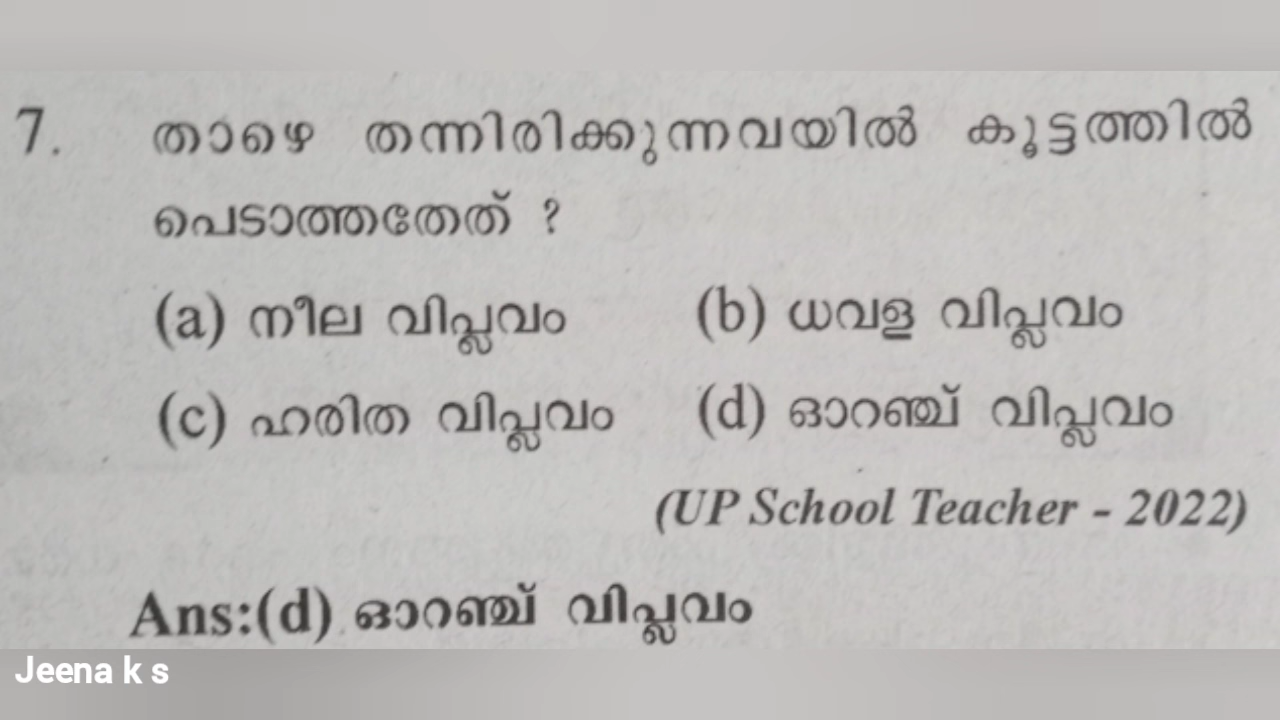 7. താഴെ തന്നിരിക്കുന്നവയിൽ കൂട്ടത്തിൽ
പെടാത്തതേത് ?
(a) നീല വിപ്ലവം (b) ധവള വിപ്ലവം
(c) ഹരിത വിപ്ലവം (d) ഓറഞ്ച് വിപ്ലവം
(UP School Teacher - 2022)
Ans:(d) ഓറഞ്ച് വിപ്ലവം
Jeena k s